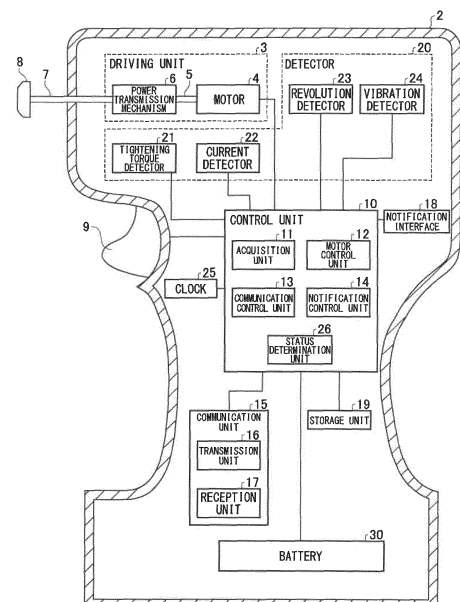 2
3
20
DRIVING UNIT
DETECTOR
8
7
6
5
4
23
24
POWER
TRANSMISSION
MECHANISM
MOTOR
REVOLUTION
DETECTOR
VIBRATION
DETECTOR
21
22
TIGHTENING
TORQUE
DETECTOR
CURRENT
DETECTOR
10
18
CONTROL UNIT
NOTIFICATION
INTERFACE
9
11
12
ACQUISITION
UNIT
MOTOR
CONTROL
UNIT
25
CLOCK
13
14
COMMUNICATION
CONTROL UNIT
NOTIFICATION
CONTROL UNIT
26
STATUS
DETERMINATION
UNIT
15
19
COMMUNICATION
UNIT
STORAGE UNIT
16
TRANSMISSION
UNIT
17
RECEPTION
UNIT
30
BATTERY